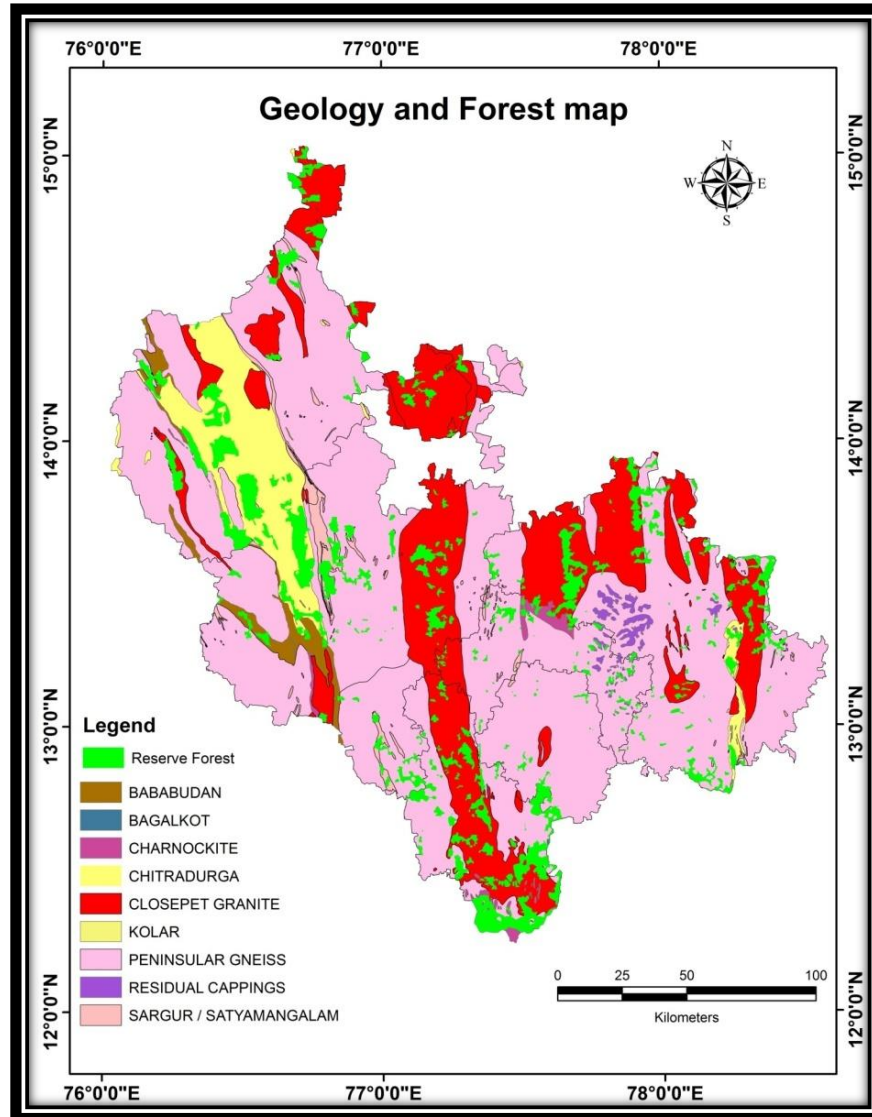 76°0'0"E 77°0'0"E 78°0'0"E
Geology and Forest map
N
W E
S
15°0'0"N 15°0'0"N
14°0'0"N 14°0'0"N
13°0'0"N 13°0'0"N
Legend
Reserve Forest
BABABUDAN
BAGALKOT
CHARNOCKITE
CHITRADURGA
CLOSEPET GRANITE
KOLAR
PENINSULAR GNEISS
RESIDUAL CAPPINGS
SARGUR / SATYAMANGALAM
0 25 50 100
Kilometers
12°0'0"N 12°0'0"N
76°0'0"E 77°0'0"E 78°0'0"E